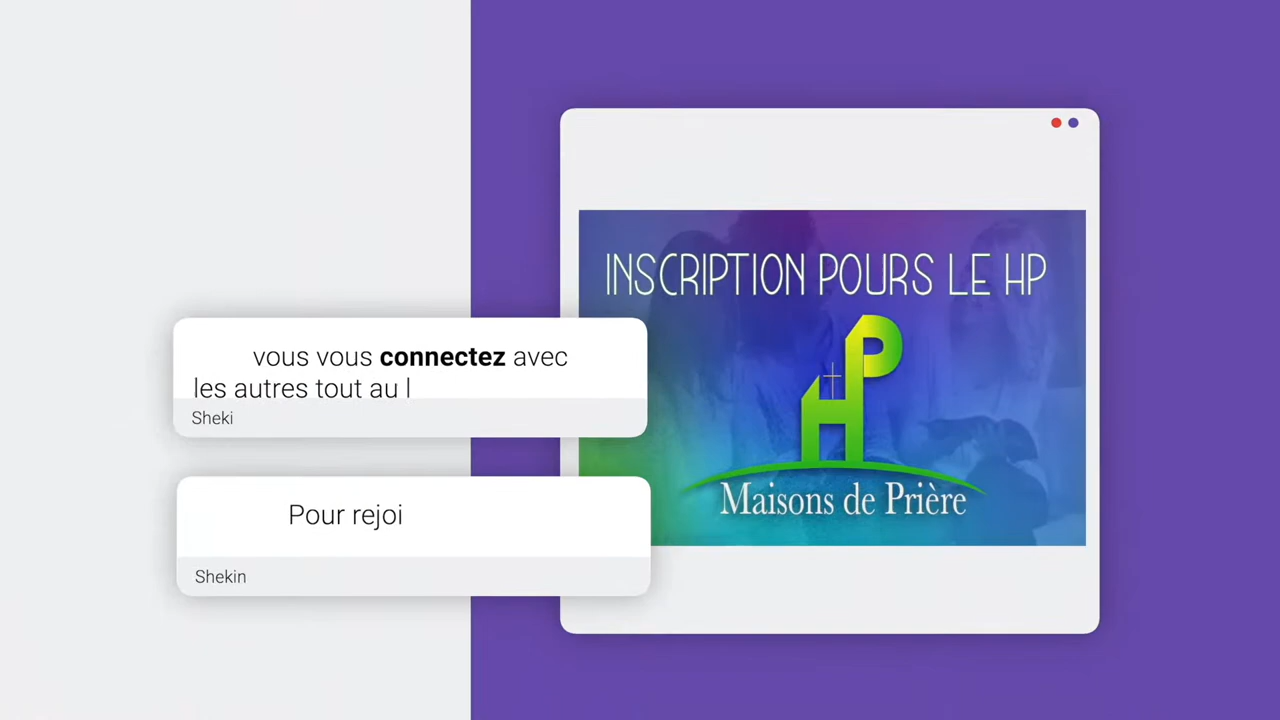 vous vous connectez avec
les autres tout au l
Sheki
Pour rejoi
Shekin
INSCRIPTION POURS LE HP
HP
Maisons de Prière